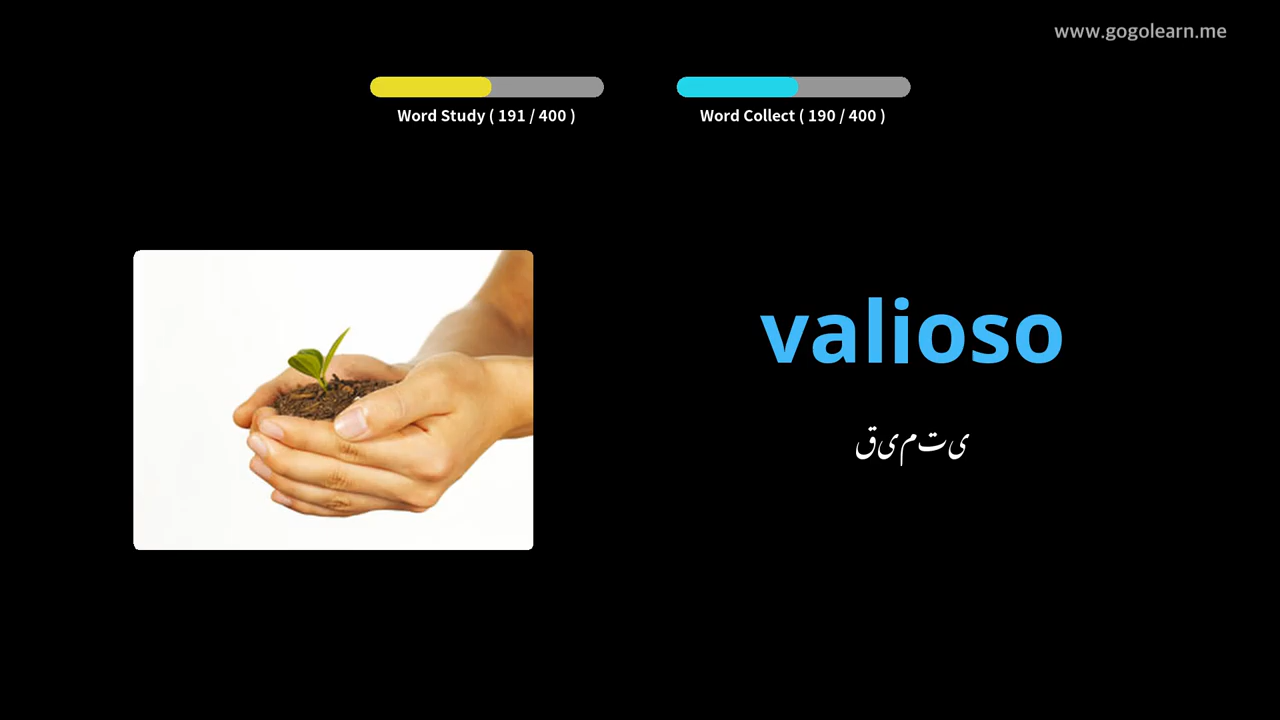 www.gogolearn.me
Word Study ( 191 / 400 )
Word Collect ( 190 / 400 )
valioso
قیمتی